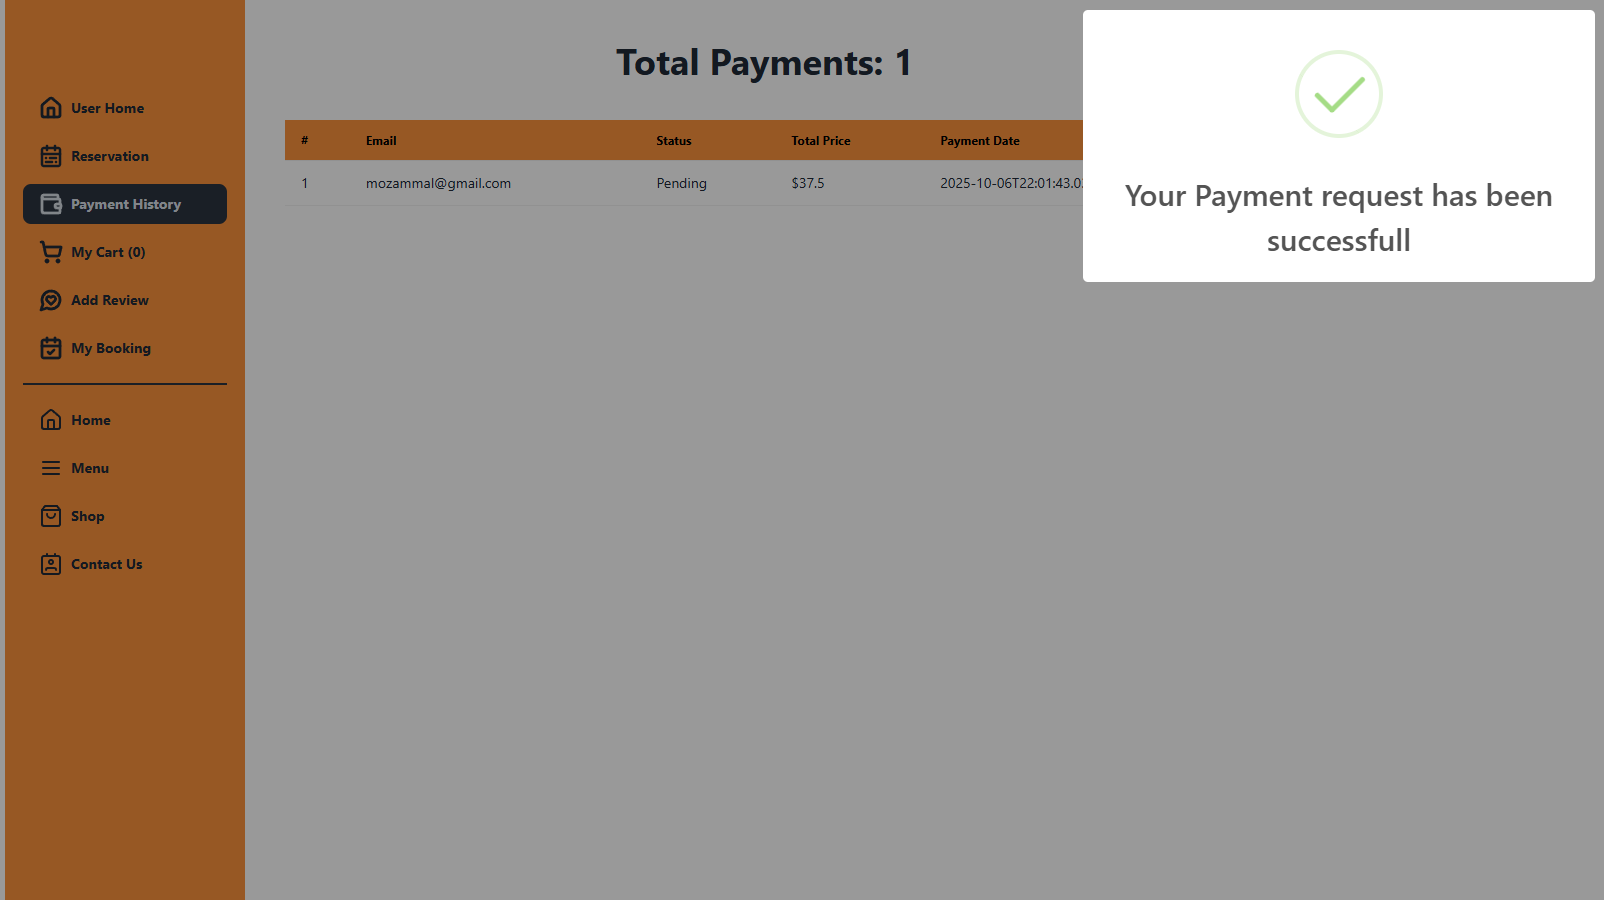 User Home
Reservation
Payment History
My Cart (0)
Add Review
My Booking
Home
Menu
Shop
Contact Us
Total Payments: 1
# Email Status Total Price Payment Date
1 mozammal@gmail.com Pending $37.5 2025-10-06T22:01:43.0
Your Payment request has been
successfull